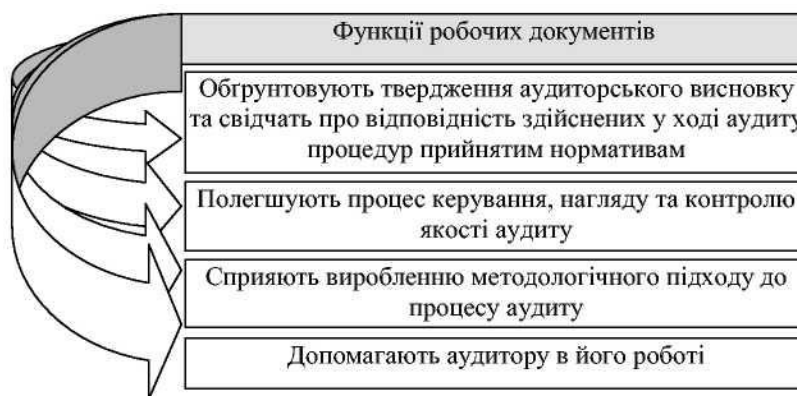 Функції робочих документів
Обґрунтовують твердження аудиторського висновку
та свідчать про відповідність здійснених у ході аудиту
процедур прийнятим нормативам
Полегшують процес керування, нагляду та контролю
якості аудиту
Сприяють виробленню методологічного підходу до
процесу аудиту
Допомагають аудитору в його роботі